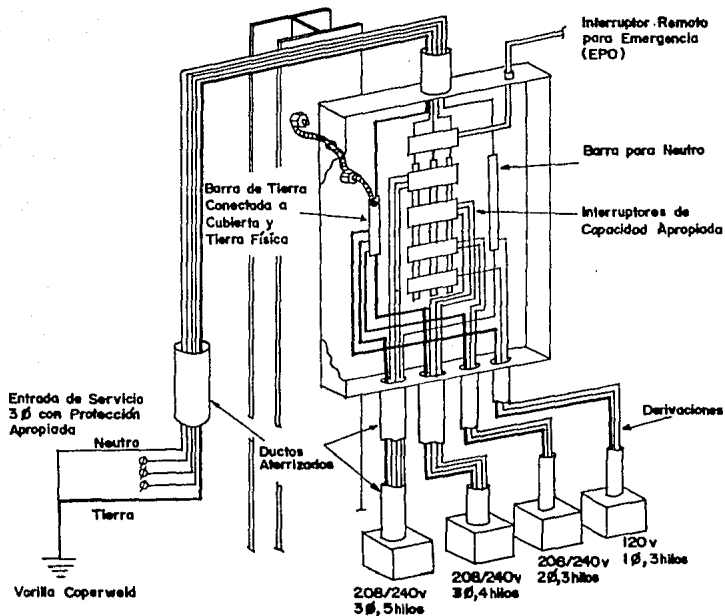 Interruptor Remoto
para Emergencia
(EPO)
Barra para Neutro
Barra de Tierra
Conectada a
Cubierta y
Tierra Física
Interruptores de
Capacidad Apropiada
Entrada de Servicio
3Ø con Protección
Apropiada
Neutro
Ductos
Aterrizados
Derivaciones
Tierra
Varilla Coperweld
208/240v
3Ø, 5hilos
208/240v
3Ø, 4hilos
208/240v
2Ø, 3hilos
120v
1Ø, 3hilos